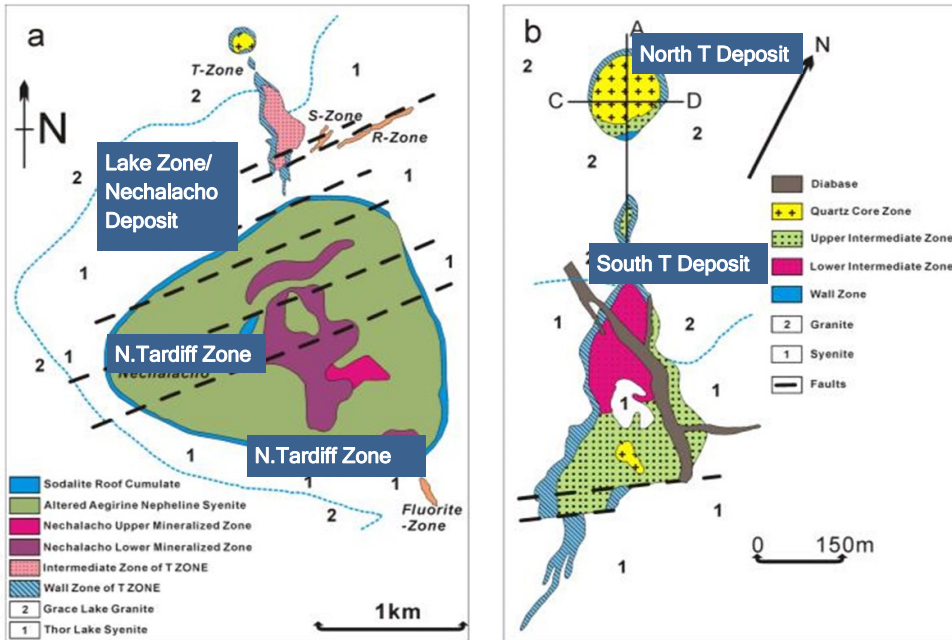 a
T-Zone
1
2
S-Zone
R-Zone
N
Lake Zone/
Nechalacho
Deposit
2
1
1
1
N.Tardiff Zone
Nechalacho
2
1
N.Tardiff Zone
1
1
1
2
Fluorite
-Zone
Sodalite Roof Cumulate
Altered Aegirine Nepheline Syenite
Nechalacho Upper Mineralized Zone
Nechalacho Lower Mineralized Zone
Intermediate Zone of T ZONE
Wall Zone of T ZONE
2 Grace Lake Granite
1 Thor Lake Syenite
1km
b
A
North T Deposit
N
2
C
D
2
2
South T Deposit
1
2
1
1
1
1
Diabase
Quartz Core Zone
Upper Intermediate Zone
Lower Intermediate Zone
Wall Zone
2 Granite
1 Syenite
Faults
0 150m